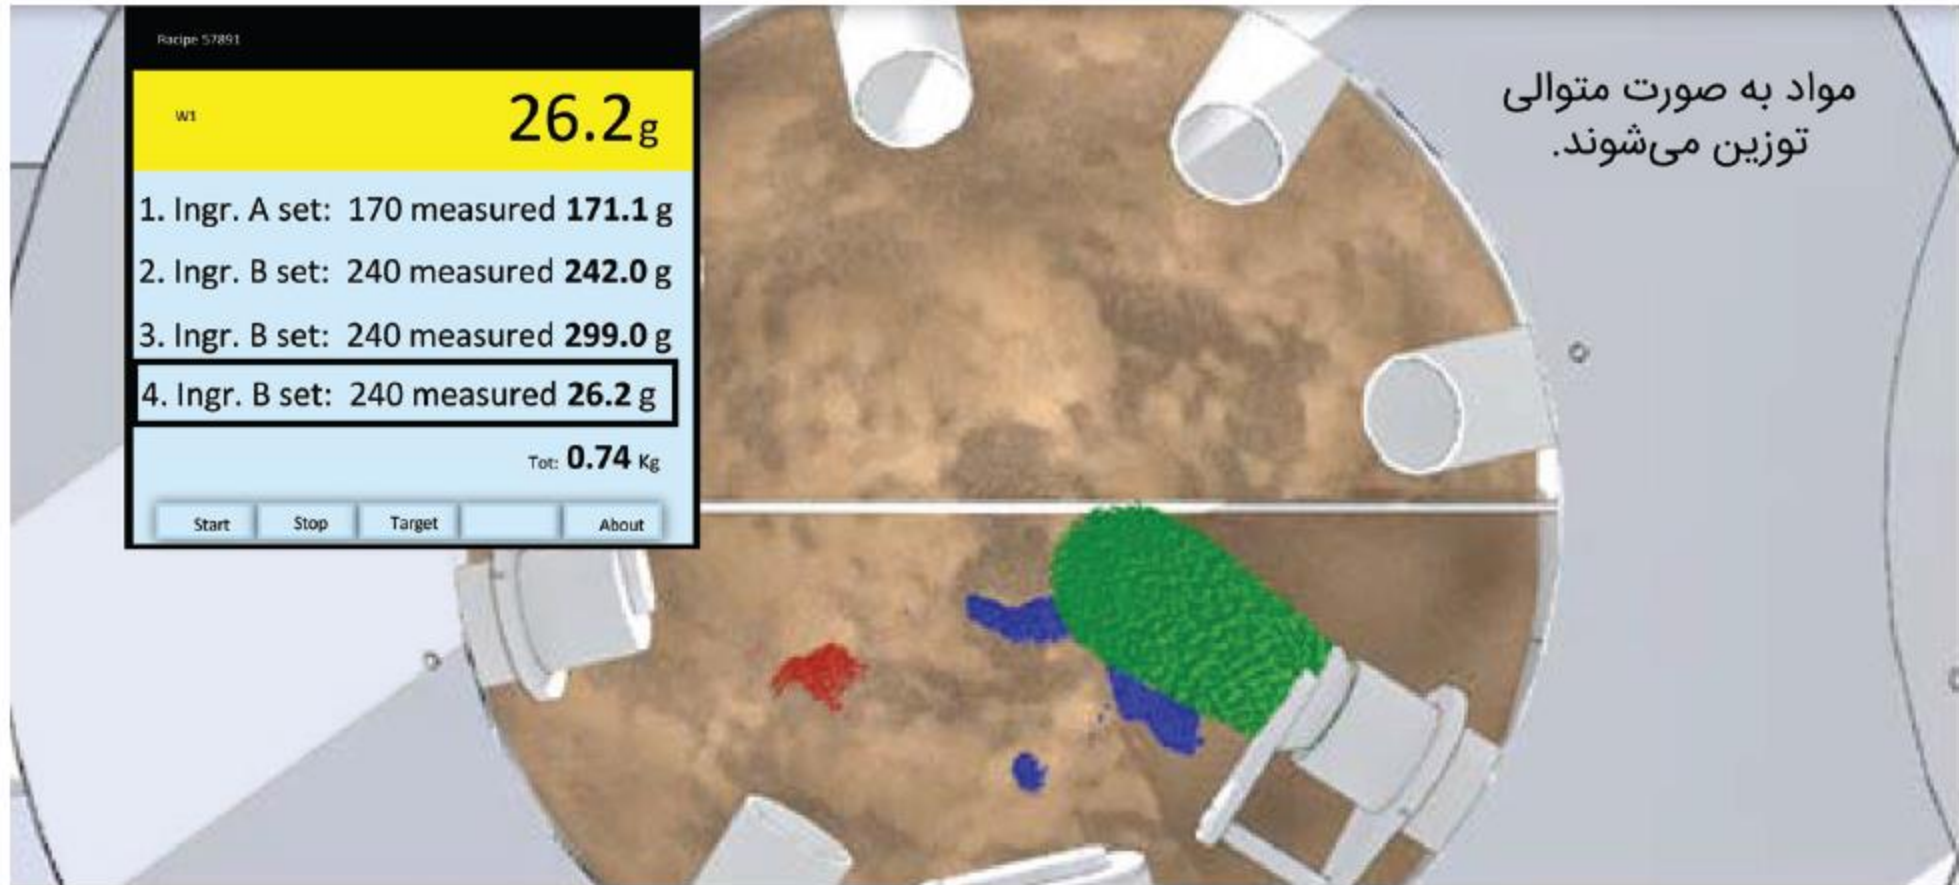 Racipe 57891
W1 26.2g
1. Ingr. A set: 170 measured 171.1 g
2. Ingr. B set: 240 measured 242.0 g
3. Ingr. B set: 240 measured 299.0 g
4. Ingr. B set: 240 measured 26.2 g
Tot: 0.74 Kg
Start Stop Target About
مواد به صورت متوالی
توزین می‌شوند.